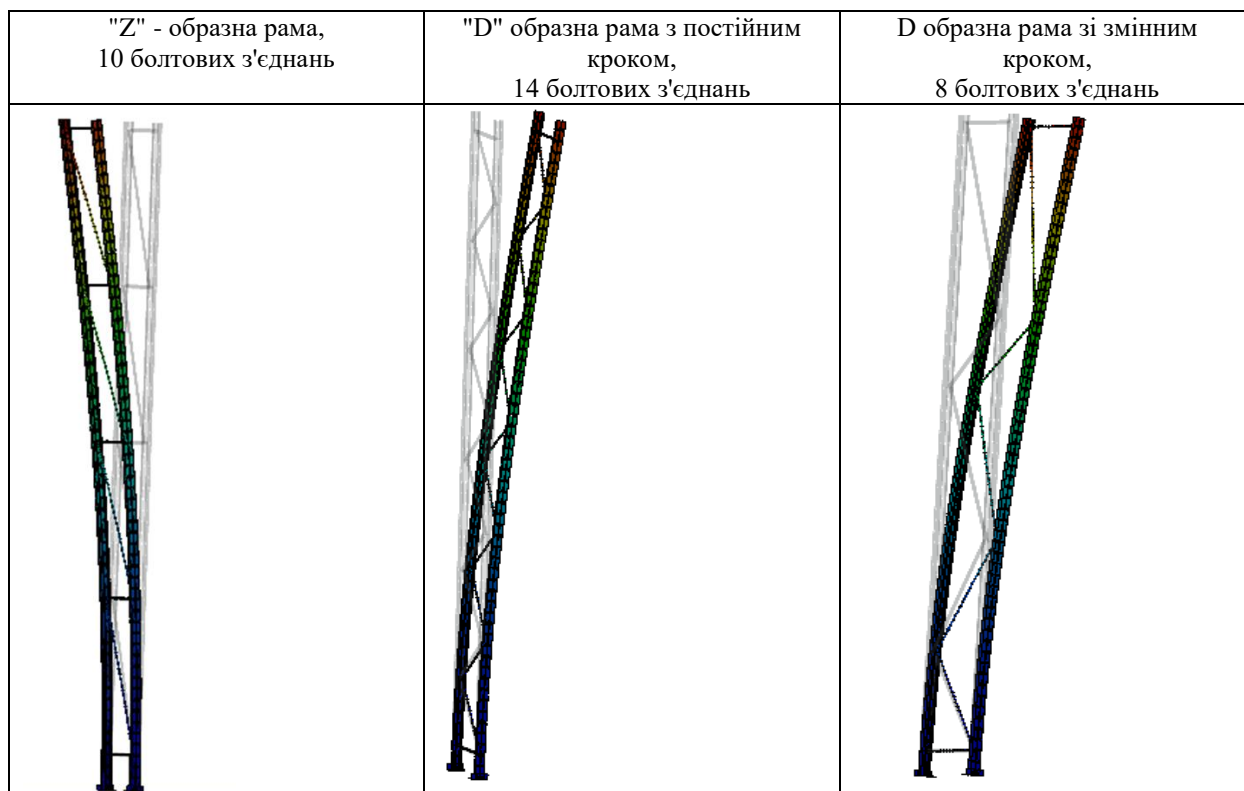 "Z" - образна рама,
10 болтових з'єднань
"D" образна рама з постійним
кроком,
14 болтових з'єднань
D образна рама зі змінним
кроком,
8 болтових з'єднань